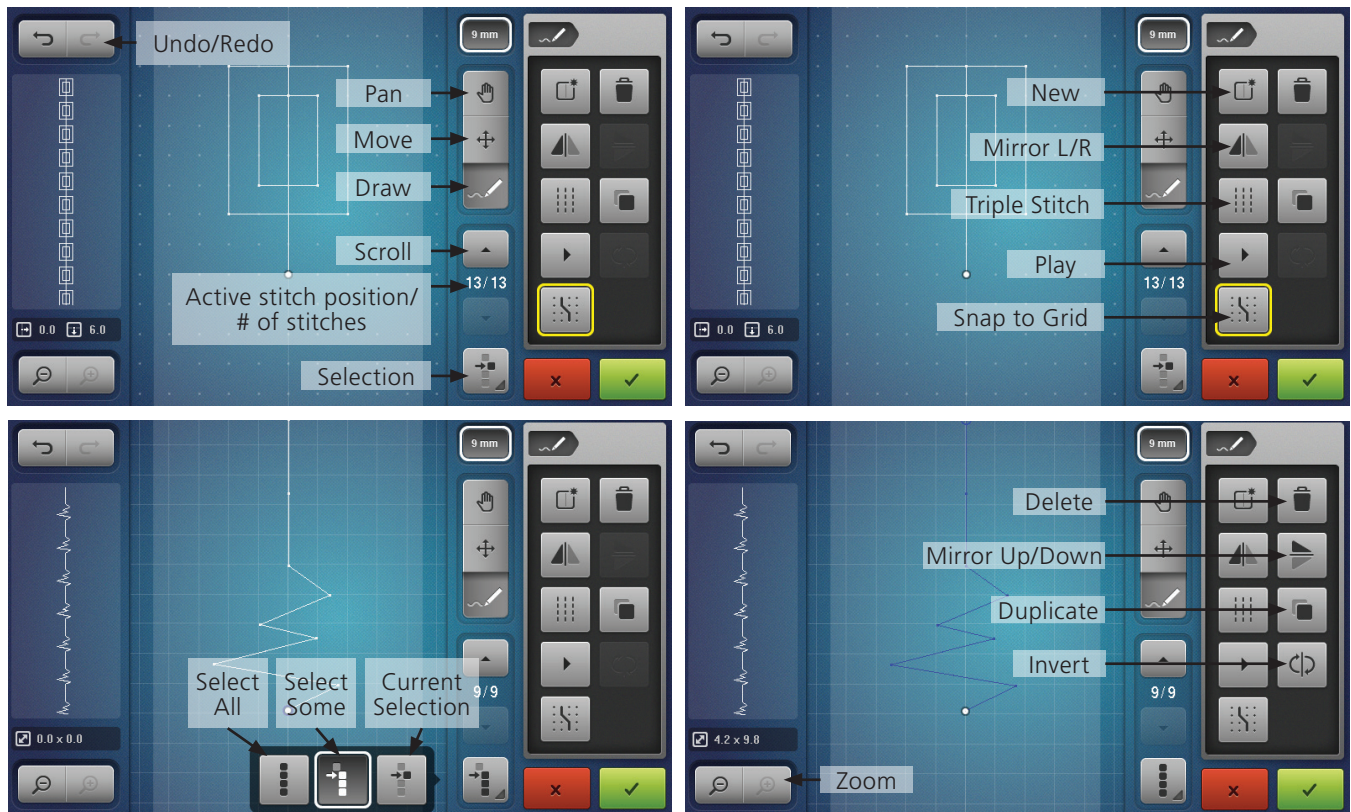 Undo/Redo
9 mm
Pan
Move
Draw
Scroll
13/13
Active stitch position/
# of stitches
0.0 6.0
Selection
9 mm
New
Mirror L/R
Triple Stitch
Play
13/13
Snap to Grid
0.0 6.0
9 mm
Select
All
Select
Some
Current
Selection
9/9
0.0 x 0.0
9 mm
Delete
Mirror Up/Down
Duplicate
Invert
9/9
4.2 x 9.8
Zoom